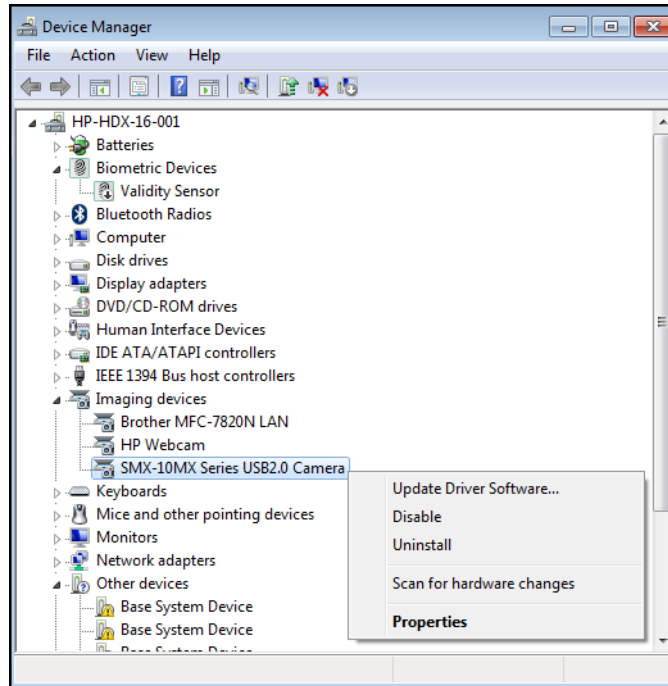 Device Manager
File Action View Help
HP-HDX-16-001
Batteries
Biometric Devices
Validity Sensor
Bluetooth Radios
Computer
Disk drives
Display adapters
DVD/CD-ROM drives
Human Interface Devices
IDE ATA/ATAPI controllers
IEEE 1394 Bus host controllers
Imaging devices
Brother MFC-7820N LAN
HP Webcam
SMX-10MX Series USB2.0 Camera
Keyboards
Mice and other pointing devices
Monitors
Network adapters
Other devices
Base System Device
Base System Device
Base System Device
Update Driver Software...
Disable
Uninstall
Scan for hardware changes
Properties